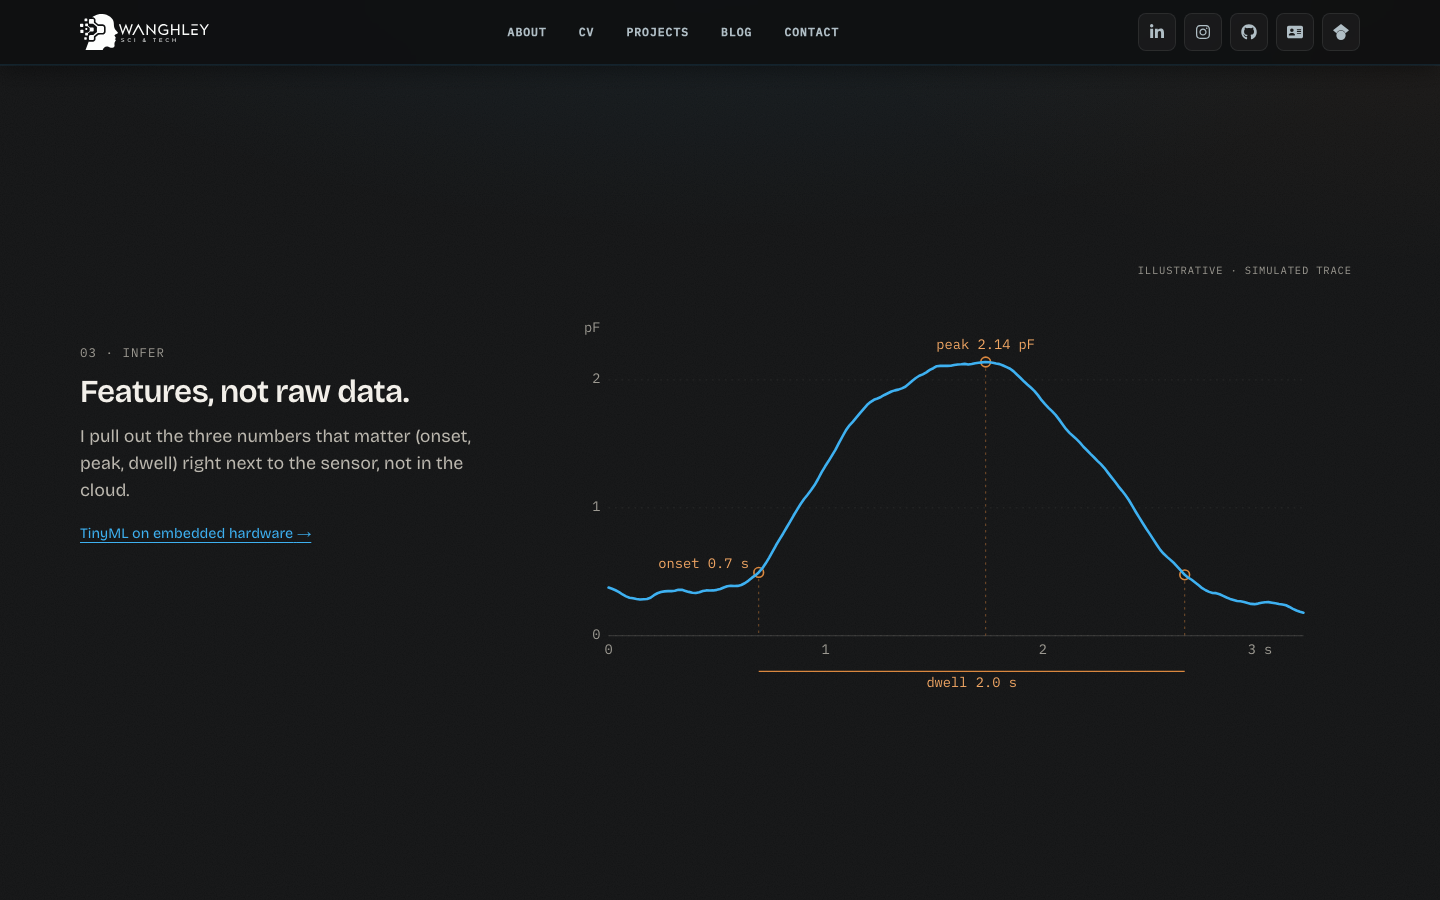 WANGHLEY
SCI & TECH
ABOUT CV PROJECTS BLOG CONTACT
ILLUSTRATIVE · SIMULATED TRACE
03 · INFER
Features, not raw data.
I pull out the three numbers that matter (onset,
peak, dwell) right next to the sensor, not in the
cloud.
TinyML on embedded hardware →
pF
peak 2.14 pF
2
1
onset 0.7 s
0
0 1 2 3 s
dwell 2.0 s